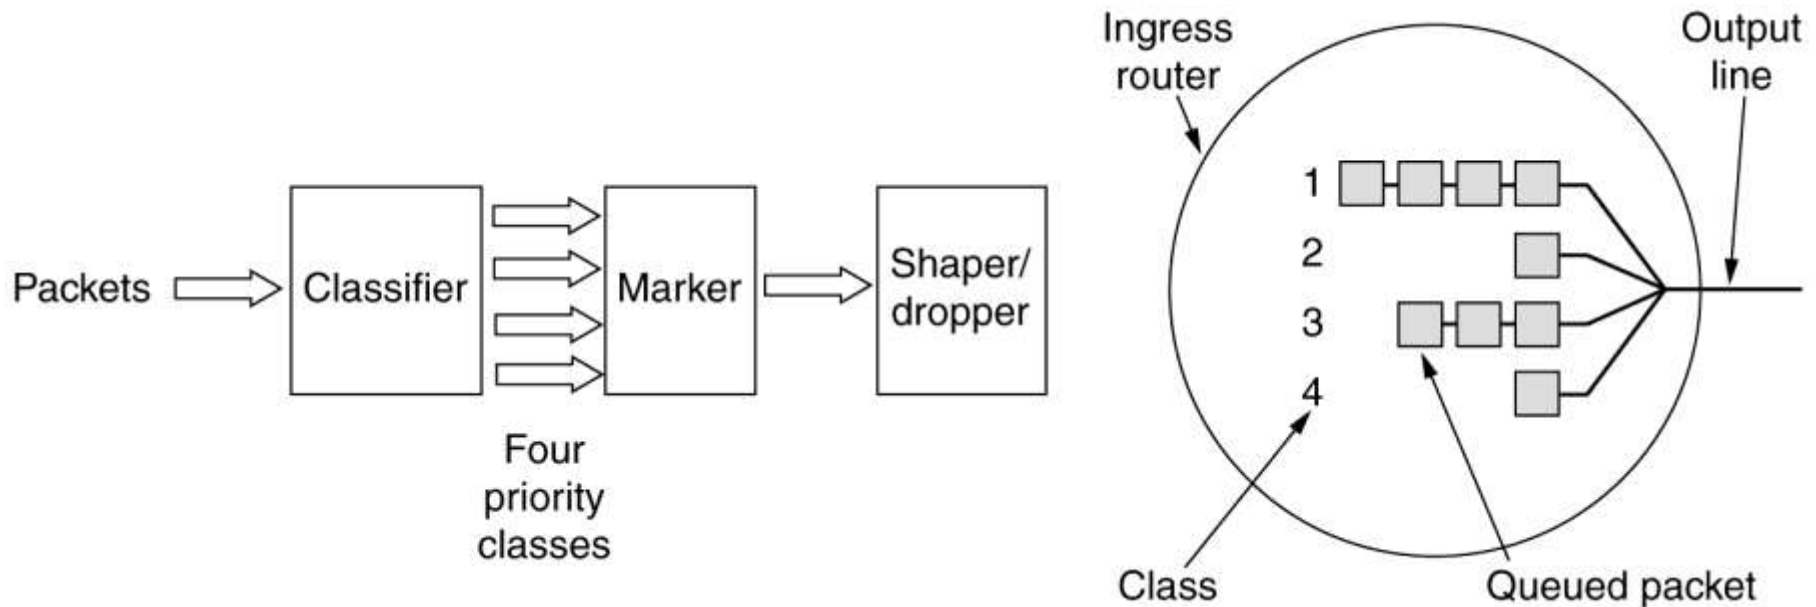 Packets
Classifier
Four
priority
classes
Marker
Shaper/
dropper
Ingress
router
Output
line
1
2
3
4
Class
Queued packet